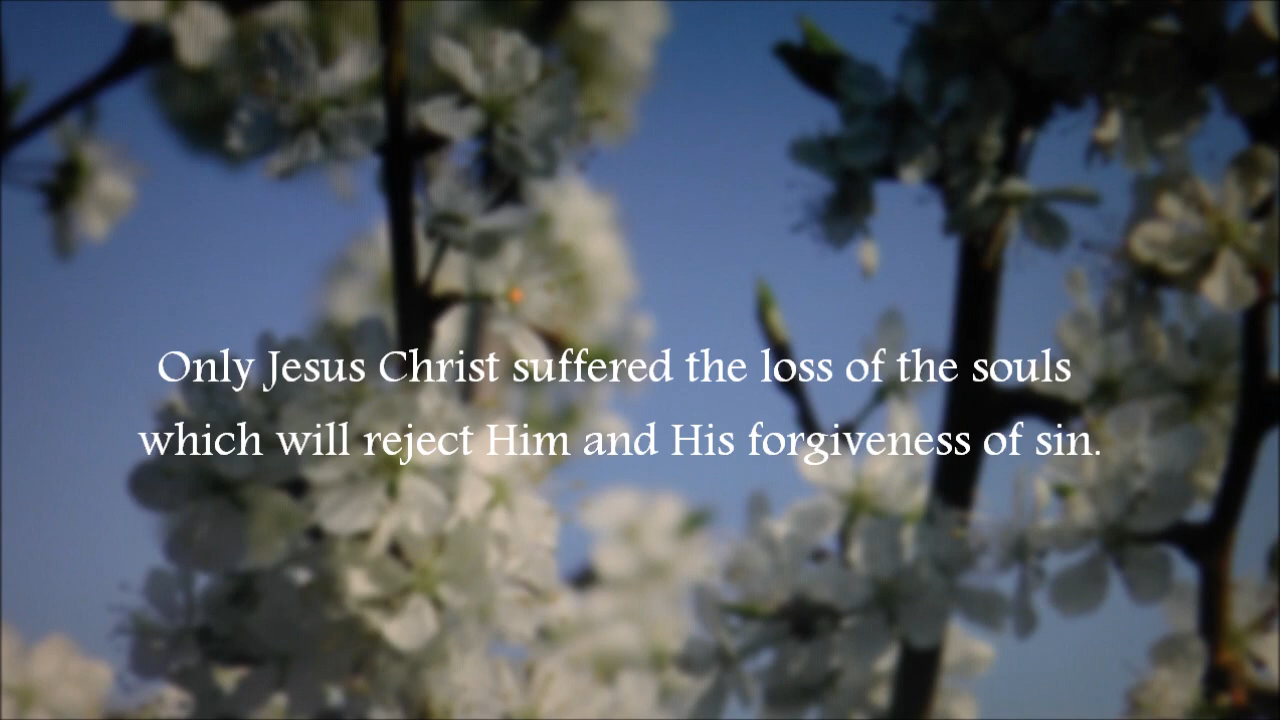 Only Jesus Christ suffered the loss of the souls
which will reject Him and His forgiveness of sin.